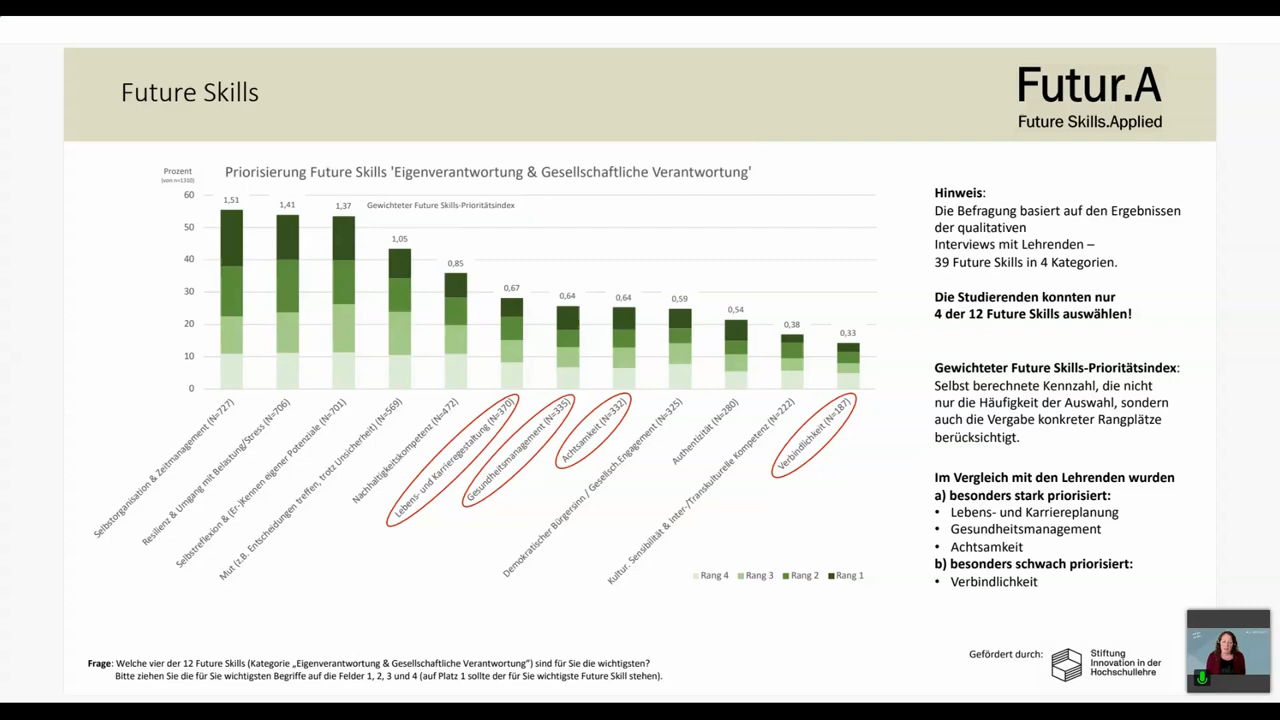 Future Skills
Futur.A
Future Skills.Applied
Priorisierung Future Skills 'Eigenverantwortung & Gesellschaftliche Verantwortung'
Prozent
(von n=1310)
Gewichteter Future Skills-Prioritätsindex
60
50
40
30
20
10
0
1,51
1,41
1,37
1,05
0,85
0,67
0,64
0,64
0,59
0,54
0,38
0,33
Selbstorganisation & Zeitmanagement (N=727)
Resilienz & Umgang mit Belastung/Stress (N=706)
Selbstreflexion & (Er-)Kennen eigener Potenziale (N=701)
Mut (z.B. Entscheidungen treffen, trotz Unsicherheit) (N=569)
Nachhaltigkeitskompetenz (N=472)
Lebens- und Karrieregestaltung (N=370)
Gesundheitsmanagement (N=335)
Achtsamkeit (N=332)
Demokratischer Bürgersinn / Gesellsch.Engagement (N=325)
Authentizität (N=280)
Kultur. Sensibilität & Inter-/Transkulturelle Kompetenz (N=222)
Verbindlichkeit (N=187)
Rang 4 Rang 3 Rang 2 Rang 1
Hinweis:
Die Befragung basiert auf den Ergebnissen
der qualitativen
Interviews mit Lehrenden –
39 Future Skills in 4 Kategorien.
Die Studierenden konnten nur
4 der 12 Future Skills auswählen!
Gewichteter Future Skills-Prioritätsindex:
Selbst berechnete Kennzahl, die nicht
nur die Häufigkeit der Auswahl, sondern
auch die Vergabe konkreter Rangplätze
berücksichtigt.
Im Vergleich mit den Lehrenden wurden
a) besonders stark priorisiert:
• Lebens- und Karriereplanung
• Gesundheitsmanagement
• Achtsamkeit
b) besonders schwach priorisiert:
• Verbindlichkeit
Frage: Welche vier der 12 Future Skills (Kategorie „Eigenverantwortung & Gesellschaftliche Verantwortung") sind für Sie die wichtigsten?
Bitte ziehen Sie die für Sie wichtigsten Begriffe auf die Felder 1, 2, 3 und 4 (auf Platz 1 sollte der für Sie wichtigste Future Skill stehen).
Gefördert durch:
Stiftung
Innovation in der
Hochschullehre